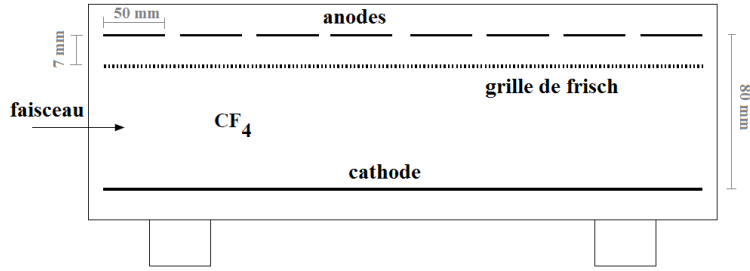 50 mm
anodes
7 mm
grille de frisch
faisceau
CF4
80 mm
cathode